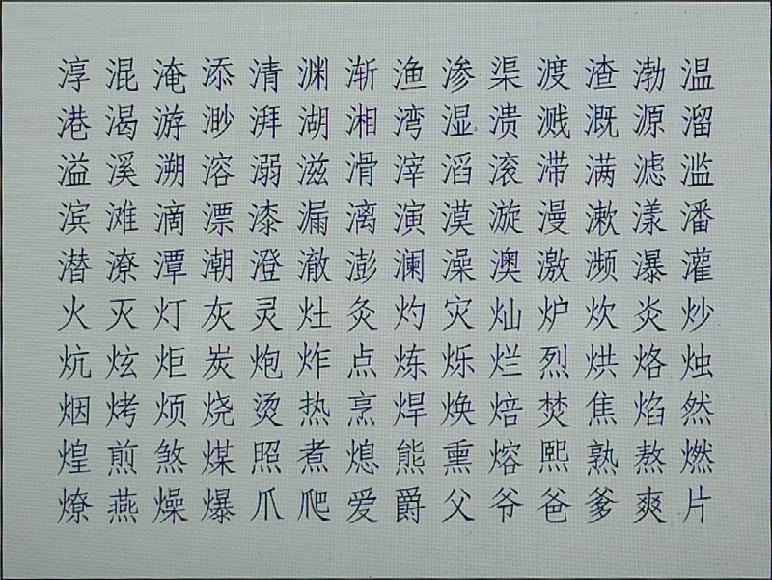 淳混淹添清渊渐渔渗渠渡渣渤温
港渴游渺湃湖湘湾湿溃溅溉源溜
溢溪溯溶溺滋滑滓滔滚滞满滤滥
滨滩滴漂漆漏漓演漠漩漫漱漾潘
潜潦潭潮澄澈澎澜澡澳激濒瀑灌
火灭灯灰灵灶灸灼灾灿炉炊炎炒
炕炫炬炭炮炸点炼烁烂烈烘烙烛
烟烤烦烧烫热烹焊焕焙焚焦焰然
煌煎煞煤照煮熄熊熏熔熙熟熬燃
燎燕燥爆爪爬爱爵父爷爸爹爽片